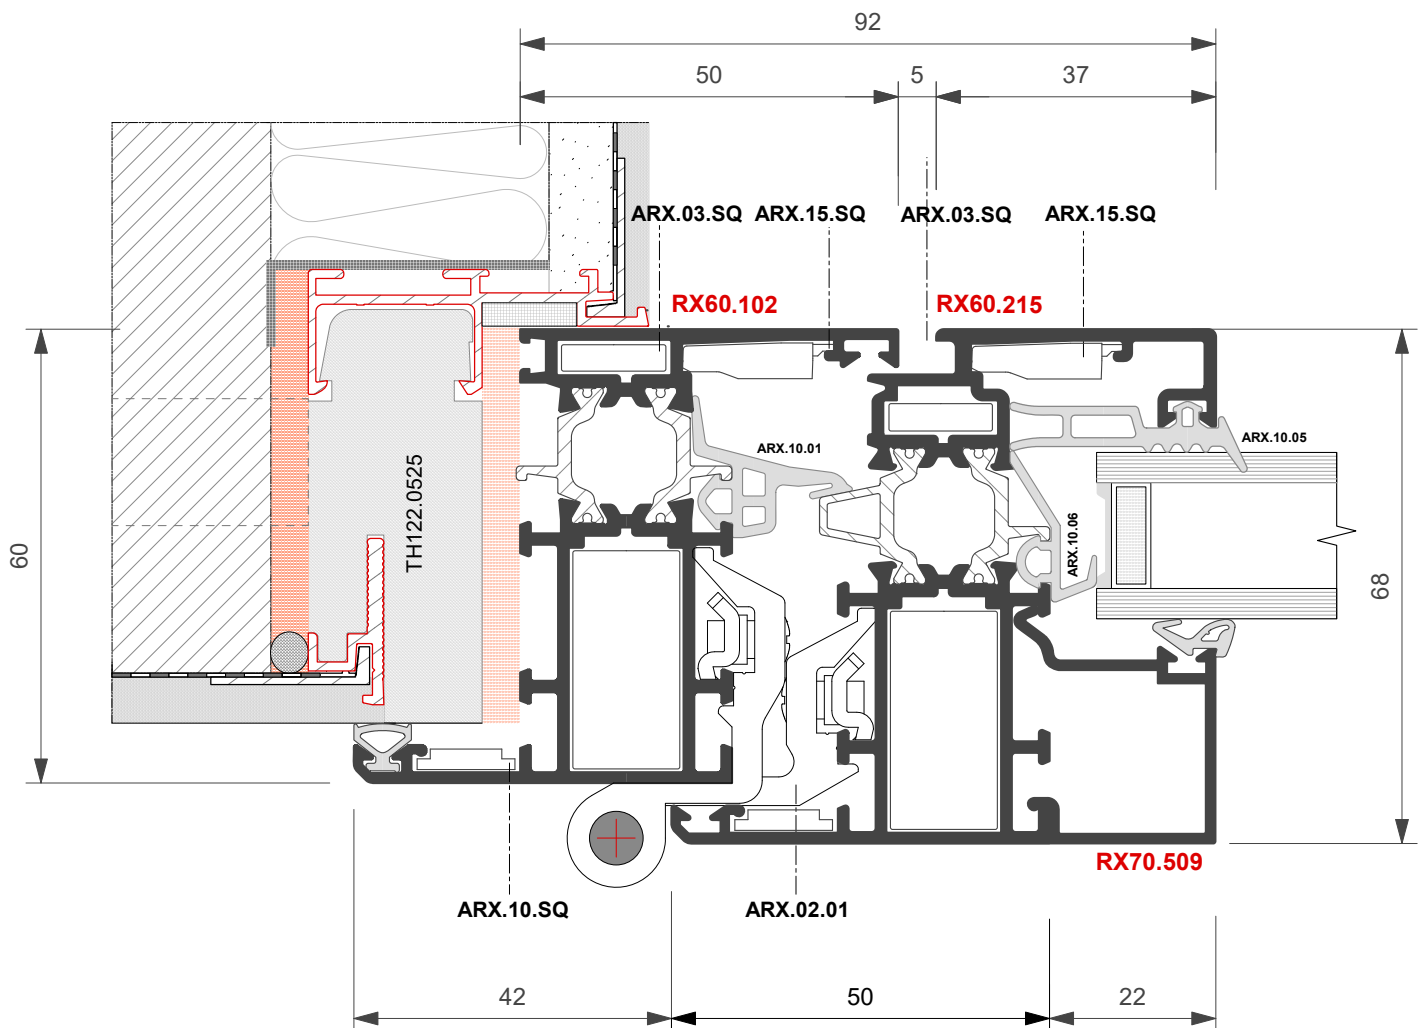 92
50
5
37
ARX.03.SQ
ARX.15.SQ
ARX.03.SQ
ARX.15.SQ
RX60.102
RX60.215
ARX.10.01
ARX.10.05
TH122.0525
ARX.10.06
60
68
RX70.509
ARX.10.SQ
ARX.02.01
42
50
22